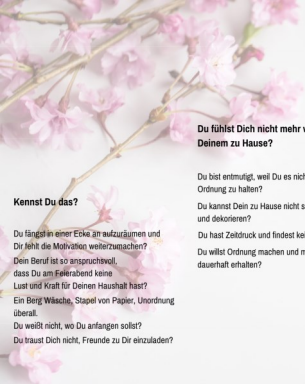 Kennst Du das?
Du fängst in einer Ecke an aufzuräumen und
Dir fehlt die Motivation weiterzumachen?
Dein Beruf ist so anspruchsvoll,
dass Du am Feierabend keine
Lust und Kraft für Deinen Haushalt hast?
Ein Berg Wäsche, Stapel von Papier, Unordnung
überall.
Du weißt nicht, wo Du anfangen sollst?
Du traust Dich nicht, Freunde zu Dir einzuladen?
Du fühlst Dich nicht mehr
Deinem zu Hause?
Du bist entmutigt, weil Du es
Ordnung zu halten?
Du kannst Dein zu Hause nicht
und dekorieren?
Du hast Zeitdruck und findest
Du willst Ordnung machen und
dauerhaft erhalten?